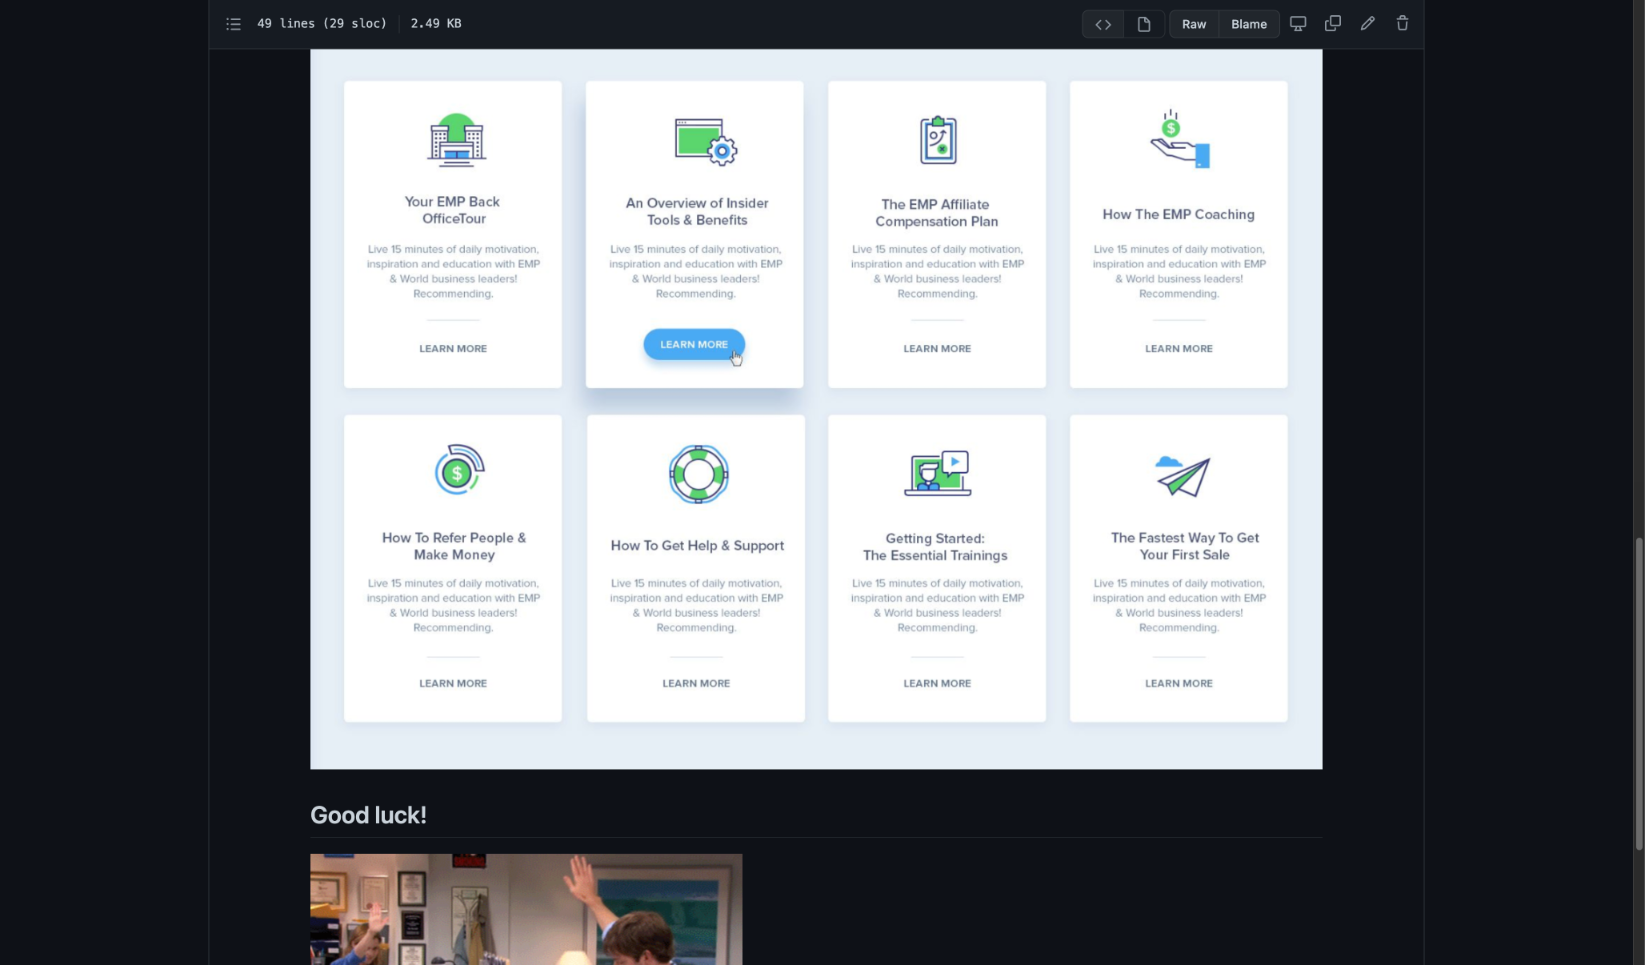 49 lines (29 sloc) 2.49 KB
Raw Blame
Your EMP Back
OfficeTour
Live 15 minutes of daily motivation,
inspiration and education with EMP
& World business leaders!
Recommending.
LEARN MORE
An Overview of Insider
Tools & Benefits
Live 15 minutes of daily motivation,
inspiration and education with EMP
& World business leaders!
Recommending.
LEARN MORE
The EMP Affiliate
Compensation Plan
Live 15 minutes of daily motivation,
inspiration and education with EMP
& World business leaders!
Recommending.
LEARN MORE
How The EMP Coaching
Live 15 minutes of daily motivation,
inspiration and education with EMP
& World business leaders!
Recommending.
LEARN MORE
How To Refer People &
Make Money
Live 15 minutes of daily motivation,
inspiration and education with EMP
& World business leaders!
Recommending.
LEARN MORE
How To Get Help & Support
Live 15 minutes of daily motivation,
inspiration and education with EMP
& World business leaders!
Recommending.
LEARN MORE
Getting Started:
The Essential Trainings
Live 15 minutes of daily motivation,
inspiration and education with EMP
& World business leaders!
Recommending.
LEARN MORE
The Fastest Way To Get
Your First Sale
Live 15 minutes of daily motivation,
inspiration and education with EMP
& World business leaders!
Recommending.
LEARN MORE
Good luck!